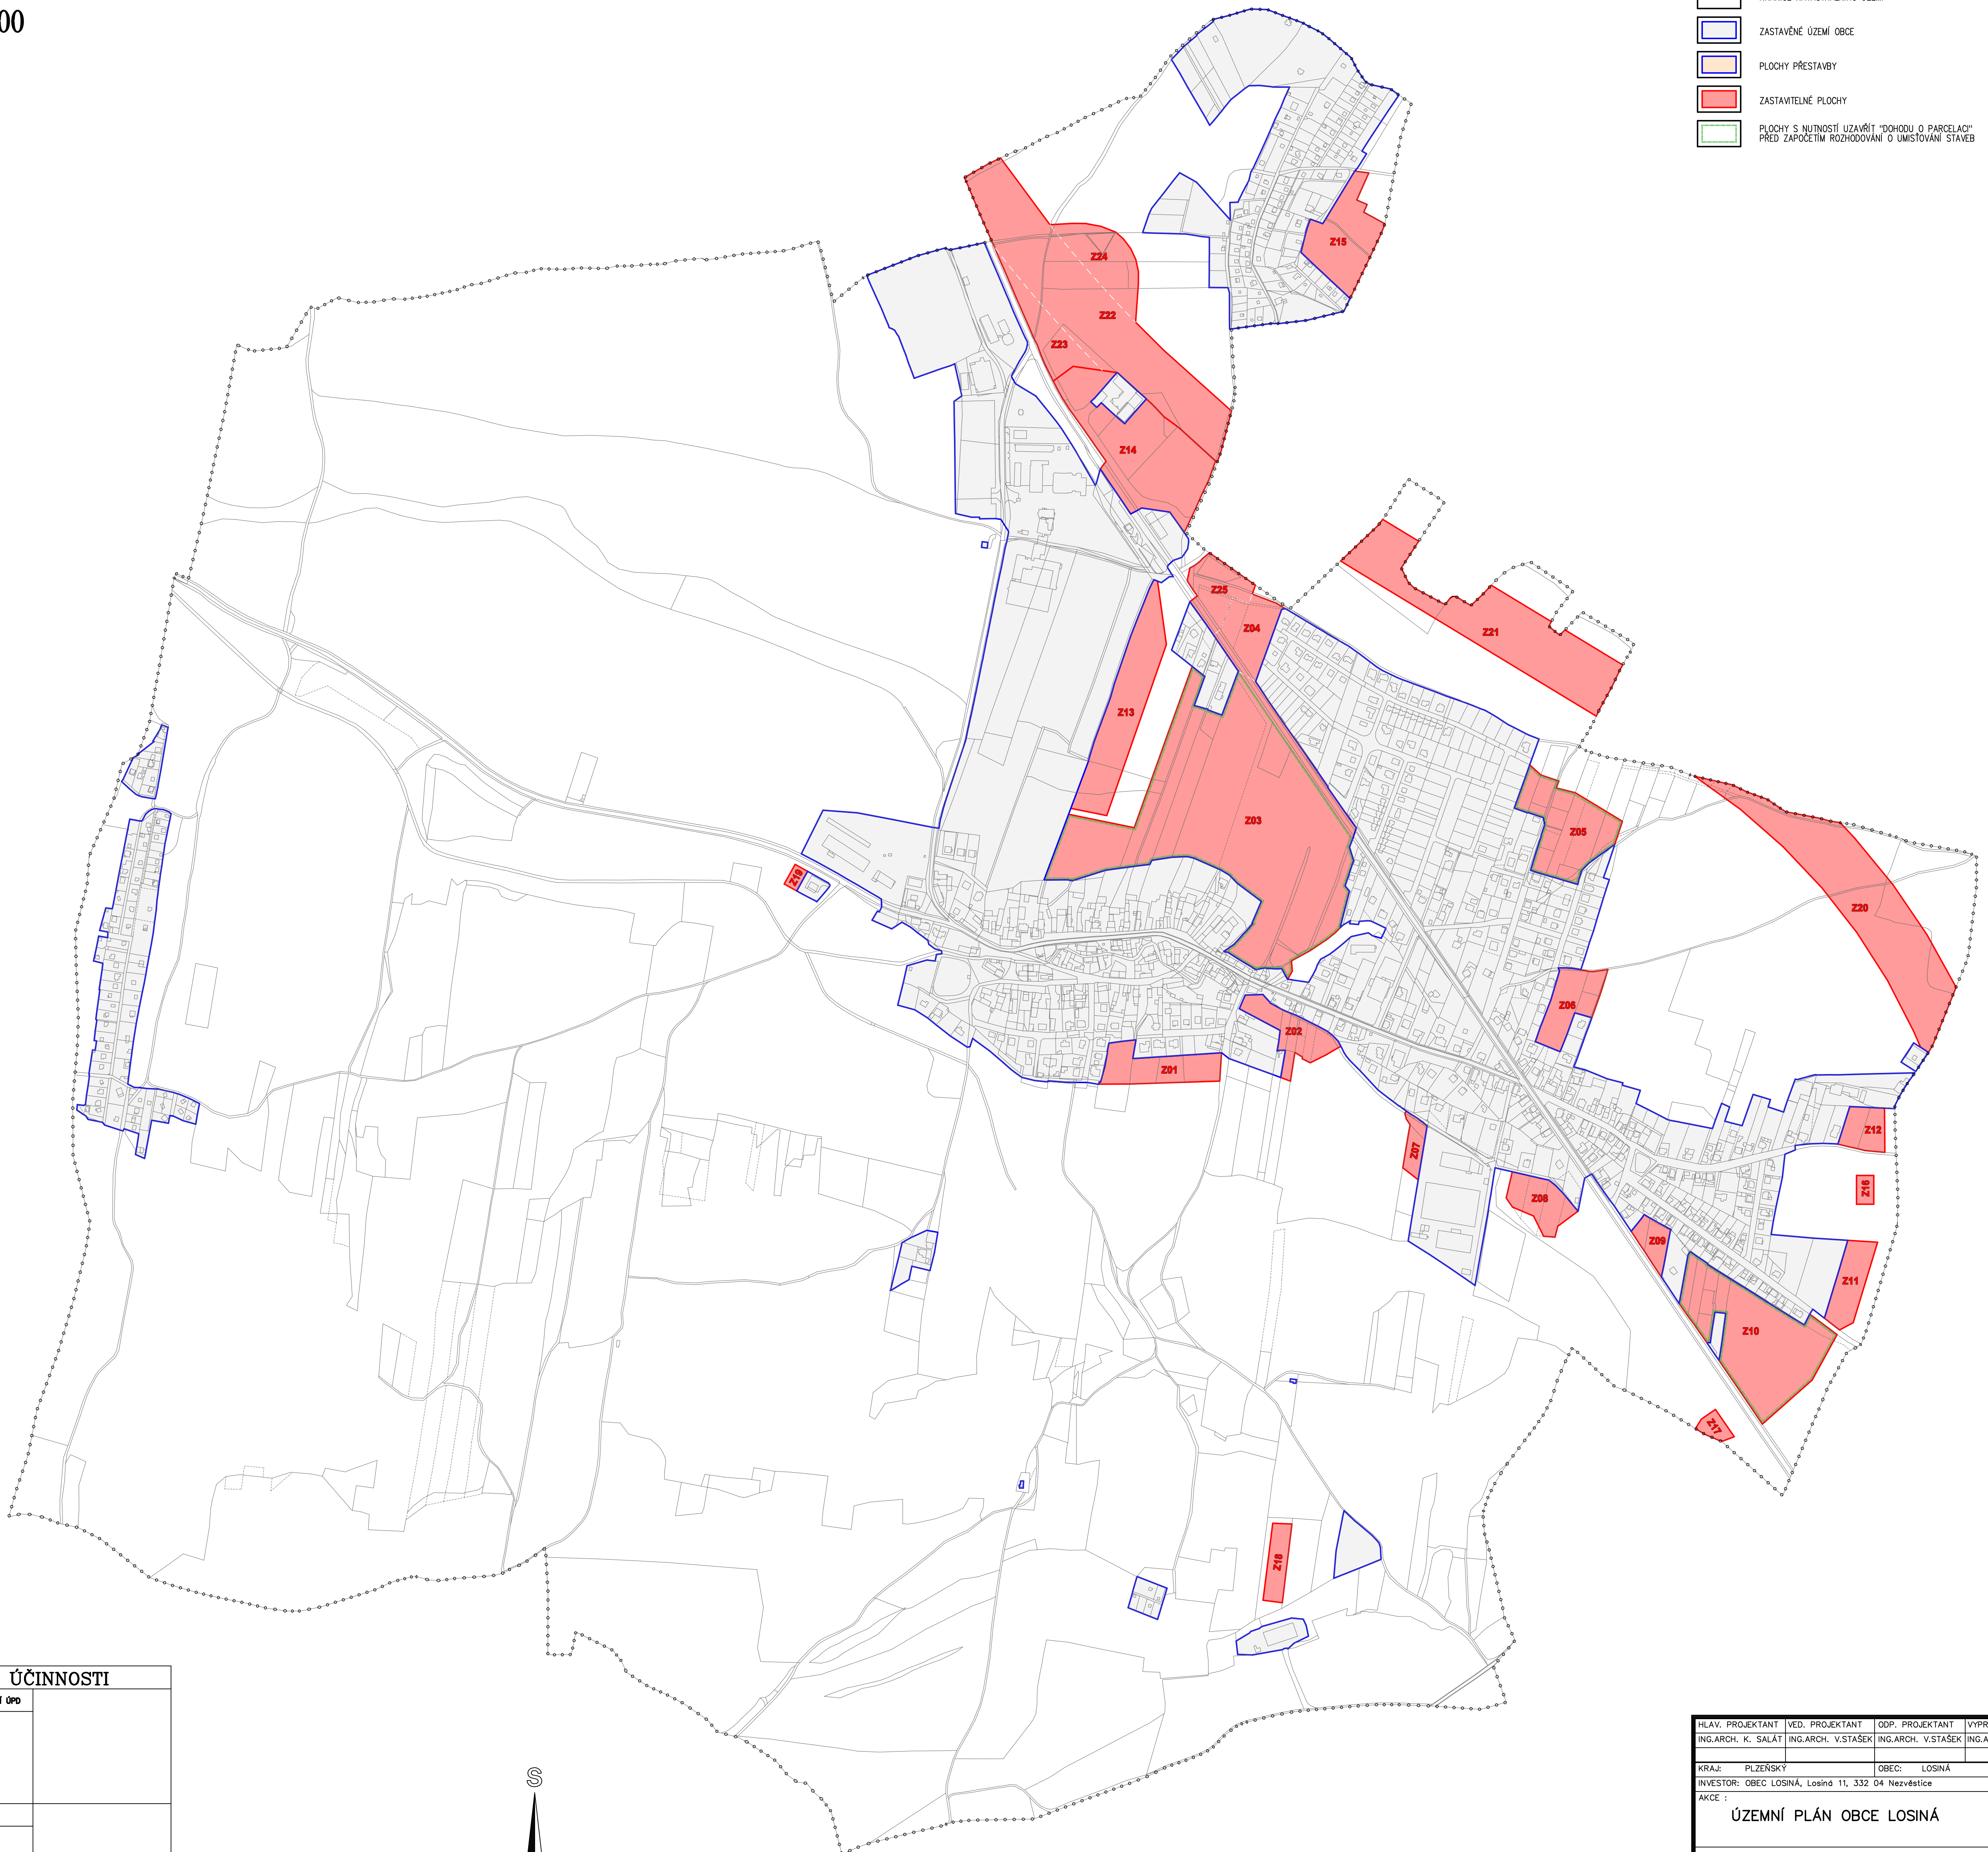 00
ZASTAVĚNÉ ÚZEMÍ OBCE
PLOCHY PŘESTAVBY
ZASTAVITELNÉ PLOCHY
PLOCHY S NUTNOSTÍ UZAVŘÍT "DOHODU O PARCELACI"
PŘED ZAPOČETÍM ROZHODOVÁNÍ O UMISŤOVÁNÍ STAVEB
Z15
Z24
Z22
Z23
Z14
Z25
Z04
Z21
Z13
Z03
Z05
Z19
Z20
Z06
Z02
Z01
Z12
Z07
Z16
Z08
Z09
Z11
Z10
Z17
Z18
ÚČINNOSTI
Í ÚPD
S
HLAV. PROJEKTANT VED. PROJEKTANT ODP. PROJEKTANT VYPR
ING.ARCH. K. SALÁT ING.ARCH. V.STAŠEK ING.ARCH. V.STAŠEK ING.A
KRAJ: PLZEŇSKÝ OBEC: LOSINÁ
INVESTOR: OBEC LOSINÁ, Losiná 11, 332 04 Nezvěstice
AKCE :
ÚZEMNÍ PLÁN OBCE LOSINÁ